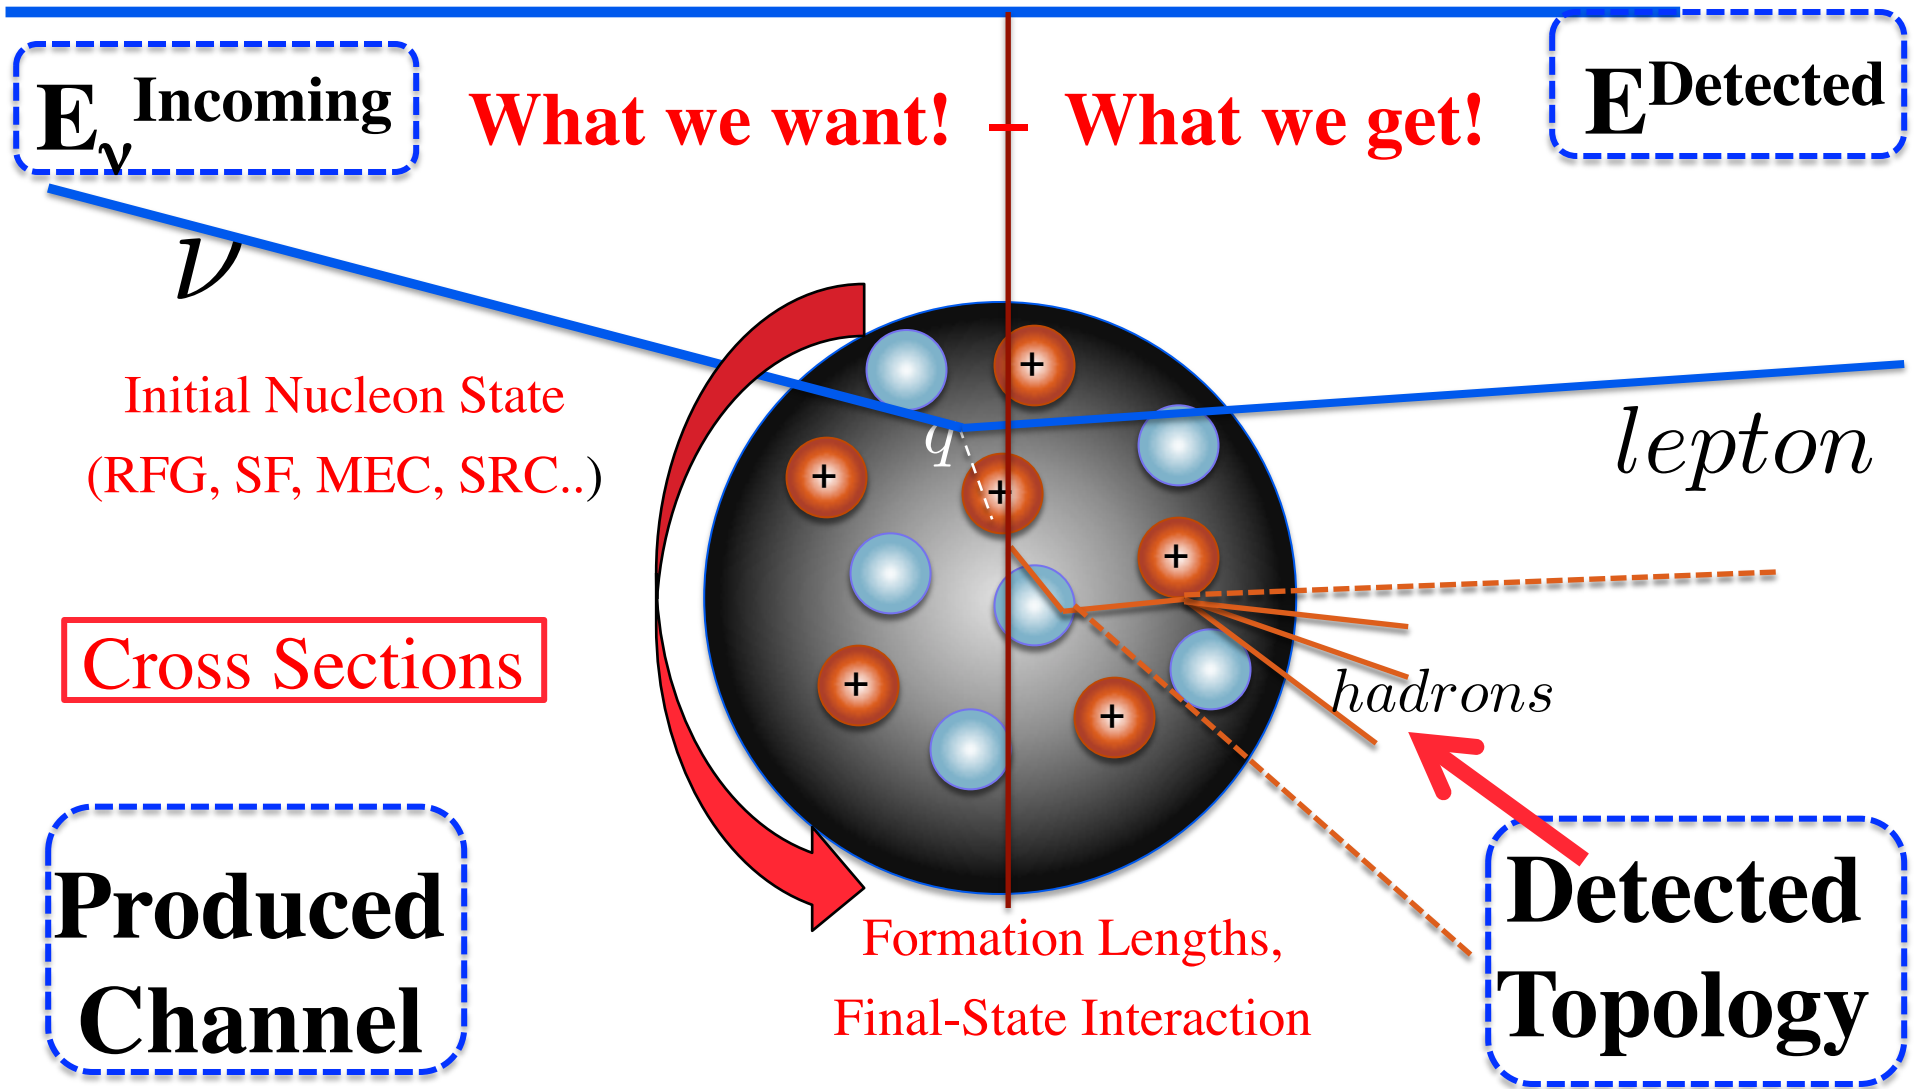 E_ν^Incoming
What we want! – What we get!
E^Detected
ν
Initial Nucleon State
(RFG, SF, MEC, SRC..)
q
+
+
+
+
+
+
lepton
Cross Sections
hadrons
Produced
Channel
Formation Lengths,
Final-State Interaction
Detected
Topology